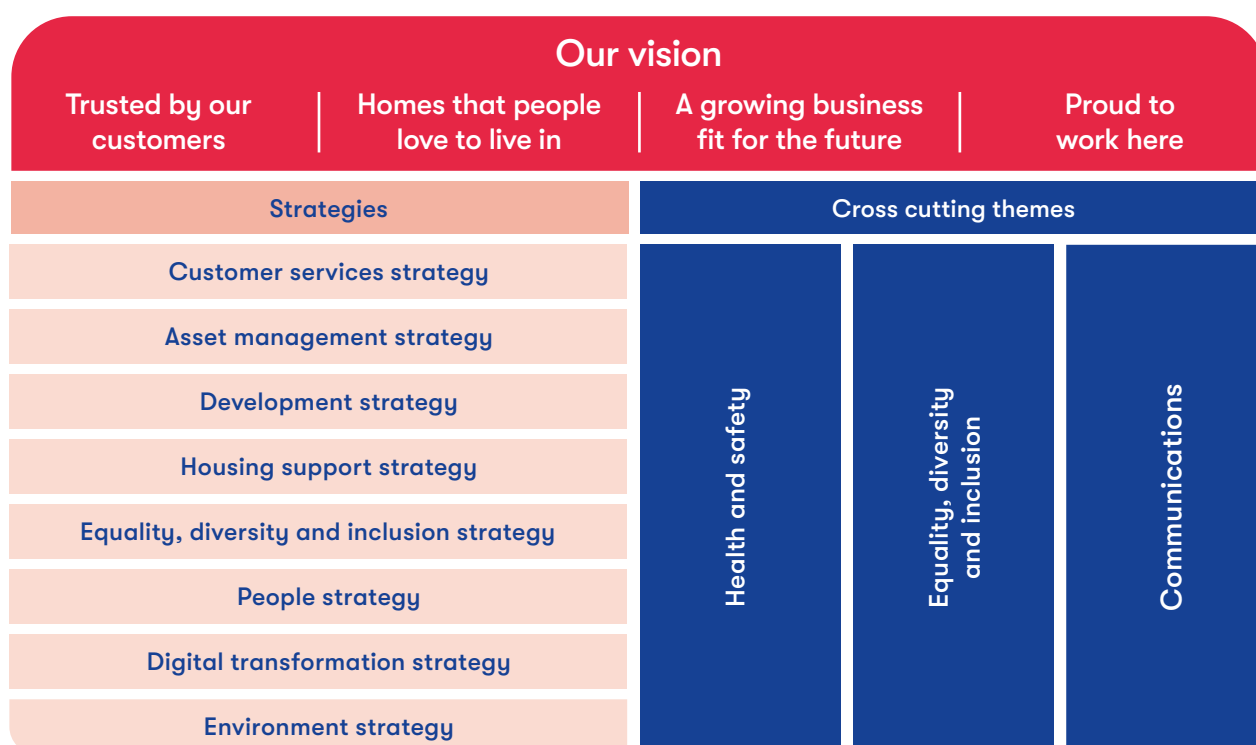 Our vision
Trusted by our
customers
Homes that people
love to live in
A growing business
fit for the future
Proud to
work here
Strategies
Customer services strategy
Asset management strategy
Development strategy
Housing support strategy
Equality, diversity and inclusion strategy
People strategy
Digital transformation strategy
Environment strategy
Cross cutting themes
Health and safety
Equality, diversity
and inclusion
Communications